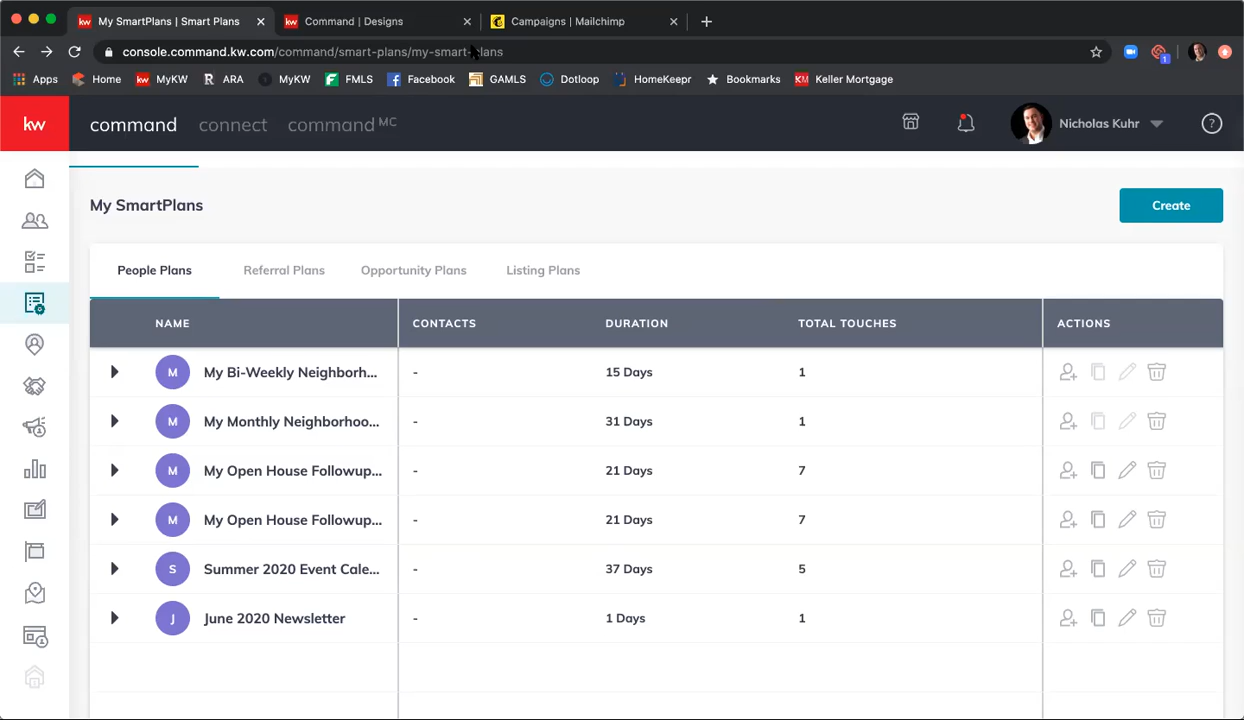 kw My SmartPlans | Smart Plans
kw Command | Designs
Campaigns | Mailchimp
console.command.kw.com/command/smart-plans/my-smart-plans
1
Apps
Home
kw MyKW
R ARA
MyKW
FMLS
f Facebook
GAMLS
Dotloop
HomeKeepr
Bookmarks
KM Keller Mortgage
kw
command
connect
command MC
Nicholas Kuhr
?
My SmartPlans
Create
People Plans
Referral Plans
Opportunity Plans
Listing Plans
NAME CONTACTS DURATION TOTAL TOUCHES ACTIONS
M My Bi-Weekly Neighborh... - 15 Days 1
M My Monthly Neighborhoo... - 31 Days 1
M My Open House Followup... - 21 Days 7
M My Open House Followup... - 21 Days 7
S Summer 2020 Event Cale... - 37 Days 5
J June 2020 Newsletter - 1 Days 1